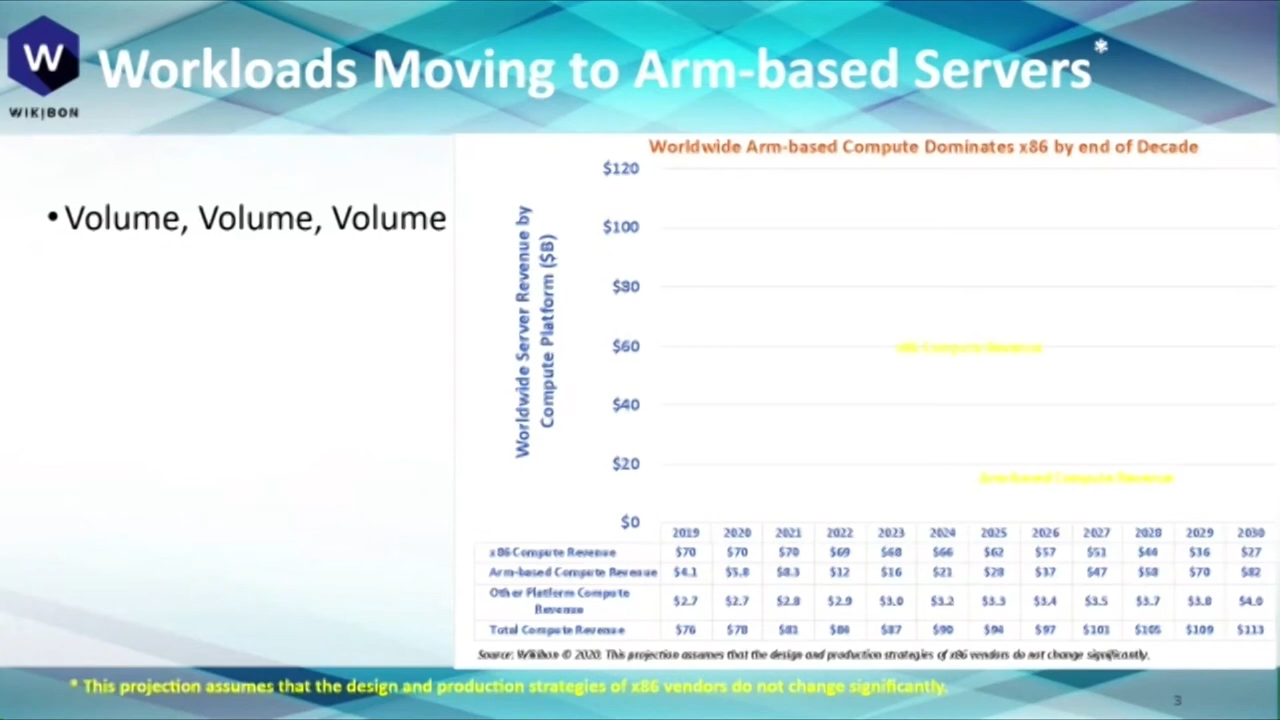 W
WIKIBON
Workloads Moving to Arm-based Servers*
• Volume, Volume, Volume
Worldwide Arm-based Compute Dominates x86 by end of Decade
Worldwide Server Revenue by
Compute Platform ($B)
$120
$100
$80
$60
$40
$20
$0
x86 Compute Revenue
Arm-based Compute Revenue
2019 2020 2021 2022 2023 2024 2025 2026 2027 2028 2029 2030
x86 Compute Revenue $70 $70 $70 $69 $68 $66 $62 $57 $51 $44 $36 $27
Arm-based Compute Revenue $4.1 $5.8 $8.3 $12 $16 $21 $28 $37 $47 $58 $70 $82
Other Platform Compute
Revenue $2.7 $2.7 $2.8 $2.9 $3.0 $3.2 $3.3 $3.4 $3.5 $3.7 $3.8 $4.0
Total Compute Revenue $76 $78 $81 $84 $87 $90 $94 $97 $101 $105 $109 $113
Source: Wikibon © 2020. This projection assumes that the design and production strategies of x86 vendors do not change significantly.
* This projection assumes that the design and production strategies of x86 vendors do not change significantly.
3